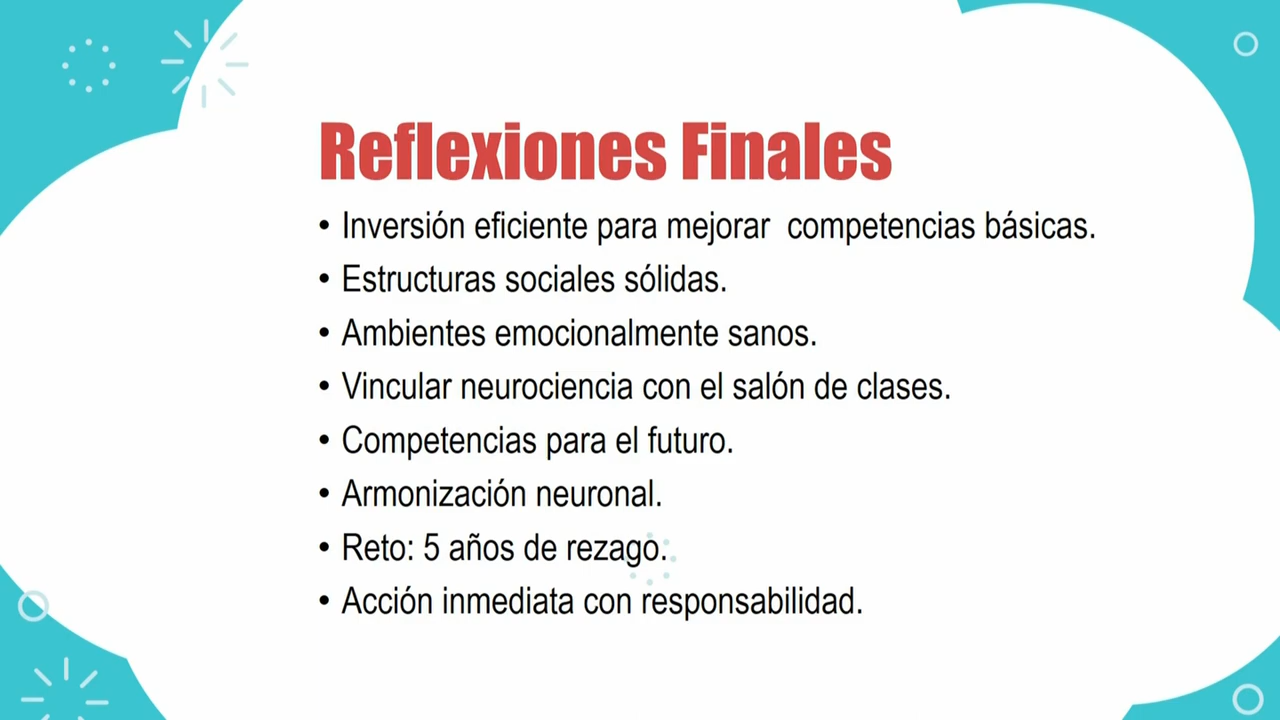 Reflexiones Finales
• Inversión eficiente para mejorar  competencias básicas.
• Estructuras sociales sólidas.
• Ambientes emocionalmente sanos.
• Vincular neurociencia con el salón de clases.
• Competencias para el futuro.
• Armonización neuronal.
• Reto: 5 años de rezago.
• Acción inmediata con responsabilidad.